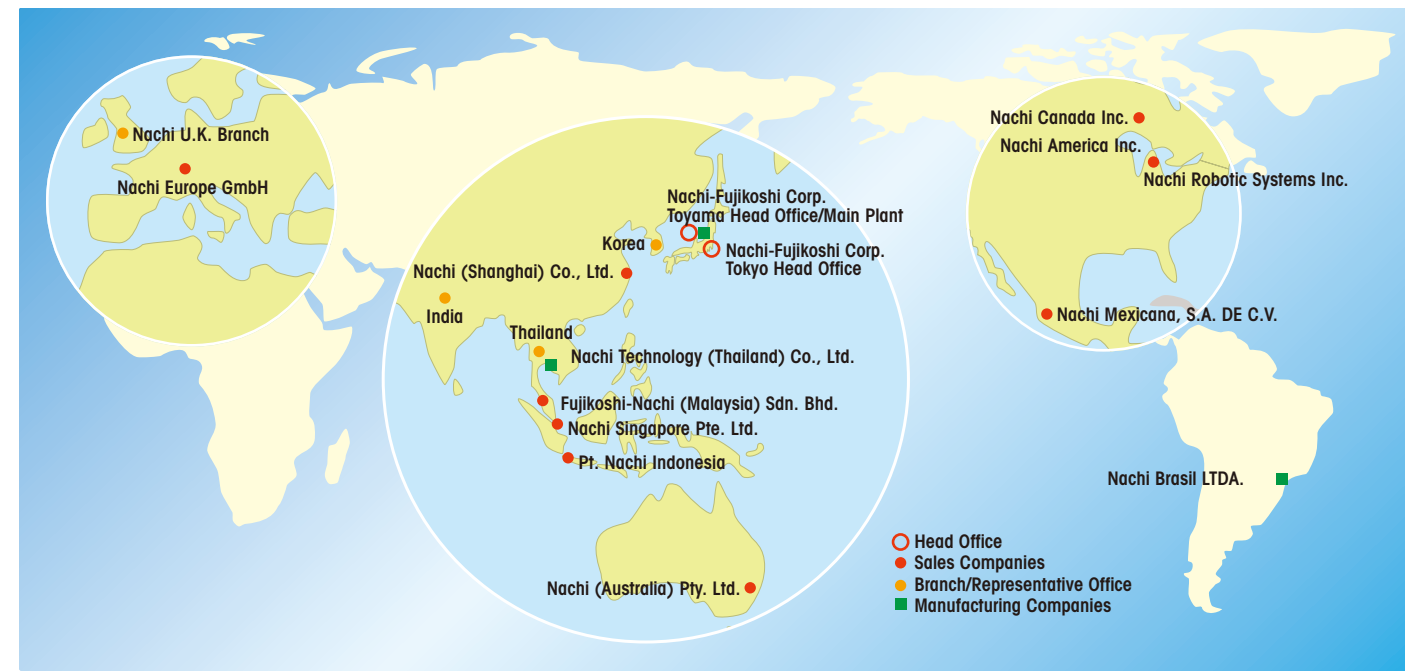 Nachi U.K. Branch
Nachi Europe GmbH
Nachi-Fujikoshi Corp.
Toyama Head Office/Main Plant
Korea
Nachi-Fujikoshi Corp.
Tokyo Head Office
Nachi (Shanghai) Co., Ltd.
India
Thailand
Nachi Technology (Thailand) Co., Ltd.
Fujikoshi-Nachi (Malaysia) Sdn. Bhd.
Nachi Singapore Pte. Ltd.
Pt. Nachi Indonesia
Nachi (Australia) Pty. Ltd.
Nachi Canada Inc.
Nachi America Inc.
Nachi Robotic Systems Inc.
Nachi Mexicana, S.A. DE C.V.
Nachi Brasil LTDA.
Head Office
Sales Companies
Branch/Representative Office
Manufacturing Companies